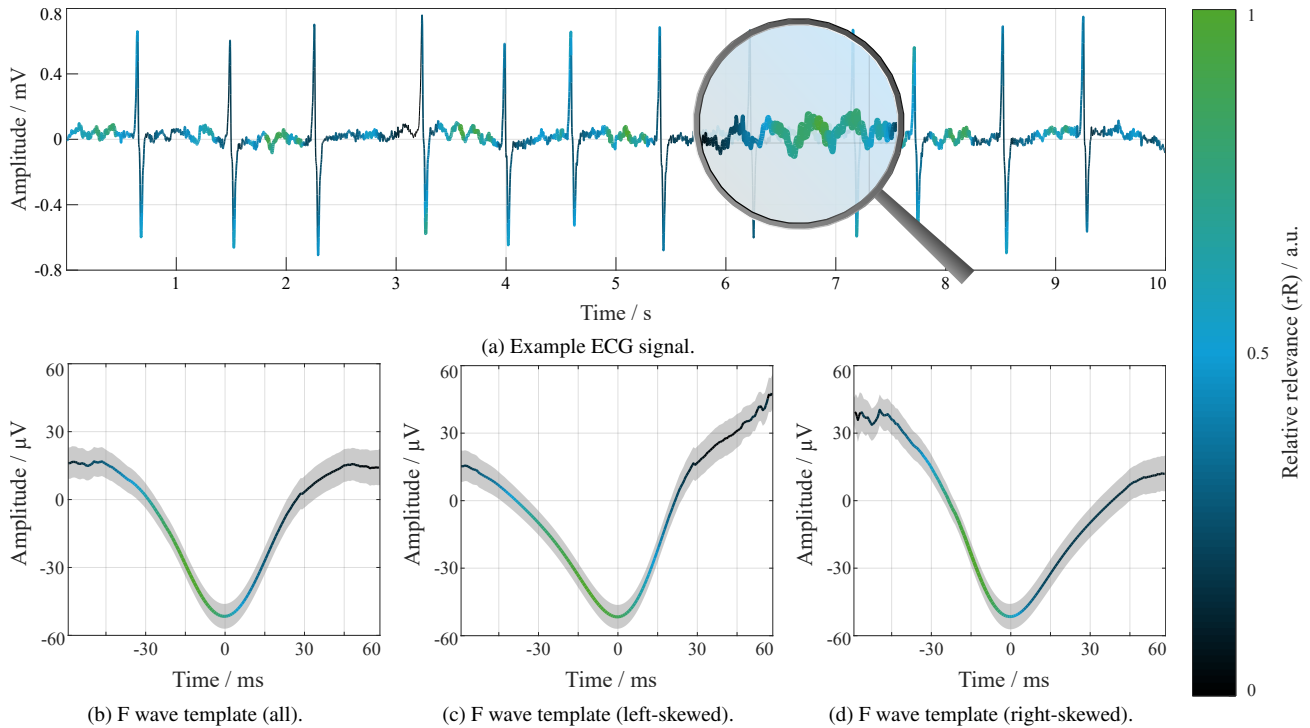 0.8
0.4
0
-0.4
-0.8
Amplitude / mV
1 2 3 4 5 6 7 8 9 10
Time / s
(a) Example ECG signal.
60
30
0
-30
-60
Amplitude / μV
-30 0 30 60
Time / ms
(b) F wave template (all).
60
30
0
-30
-60
Amplitude / μV
-30 0 30 60
Time / ms
(c) F wave template (left-skewed).
60
30
0
-30
-60
Amplitude / μV
-30 0 30 60
Time / ms
(d) F wave template (right-skewed).
1
0.5
0
Relative relevance (rR) / a.u.